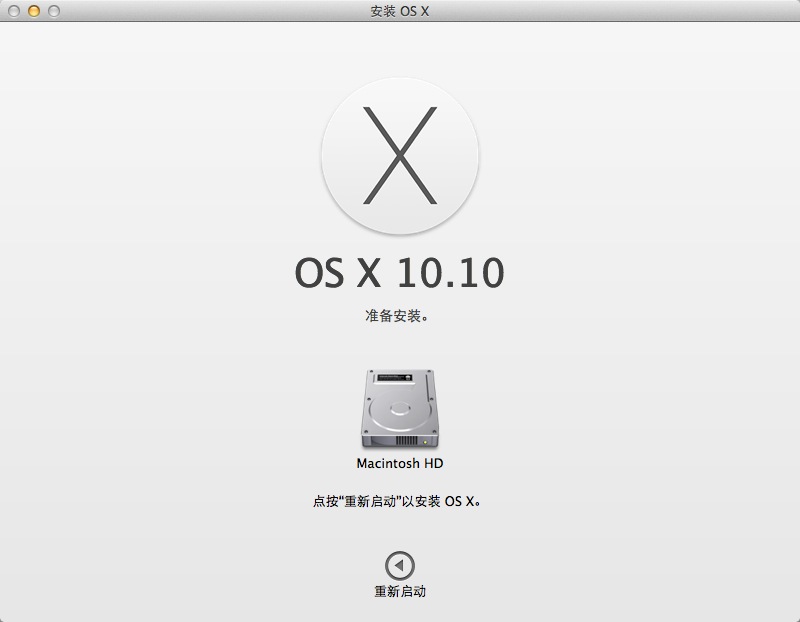 安装 OS X
X
OS X 10.10
准备安装。
Macintosh HD
点按“重新启动”以安装 OS X。
重新启动